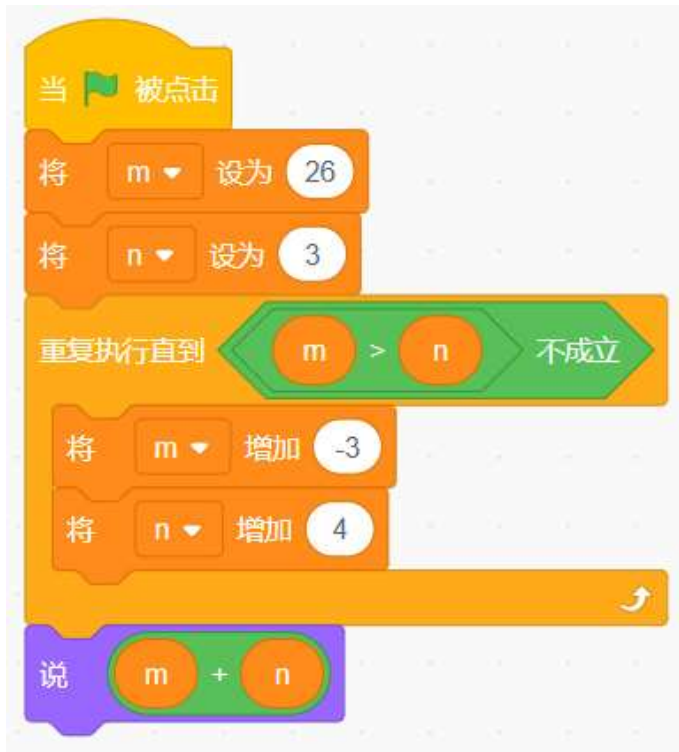 当 被点击
将 m 设为 26
将 n 设为 3
重复执行直到 m > n 不成立
将 m 增加 -3
将 n 增加 4
说 m + n